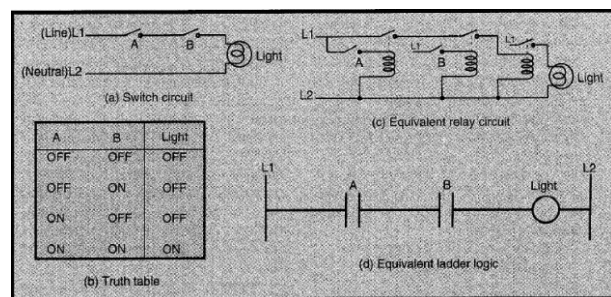 (Line)L1
A
B
Light
(Neutral)L2
(a) Switch circuit
L1
L1
L1
A
B
Light
L2
(c) Equivalent relay circuit
A B Light
OFF OFF OFF
OFF ON OFF
ON OFF OFF
ON ON ON
(b) Truth table
L1
L2
A
B
Light
(d) Equivalent ladder logic